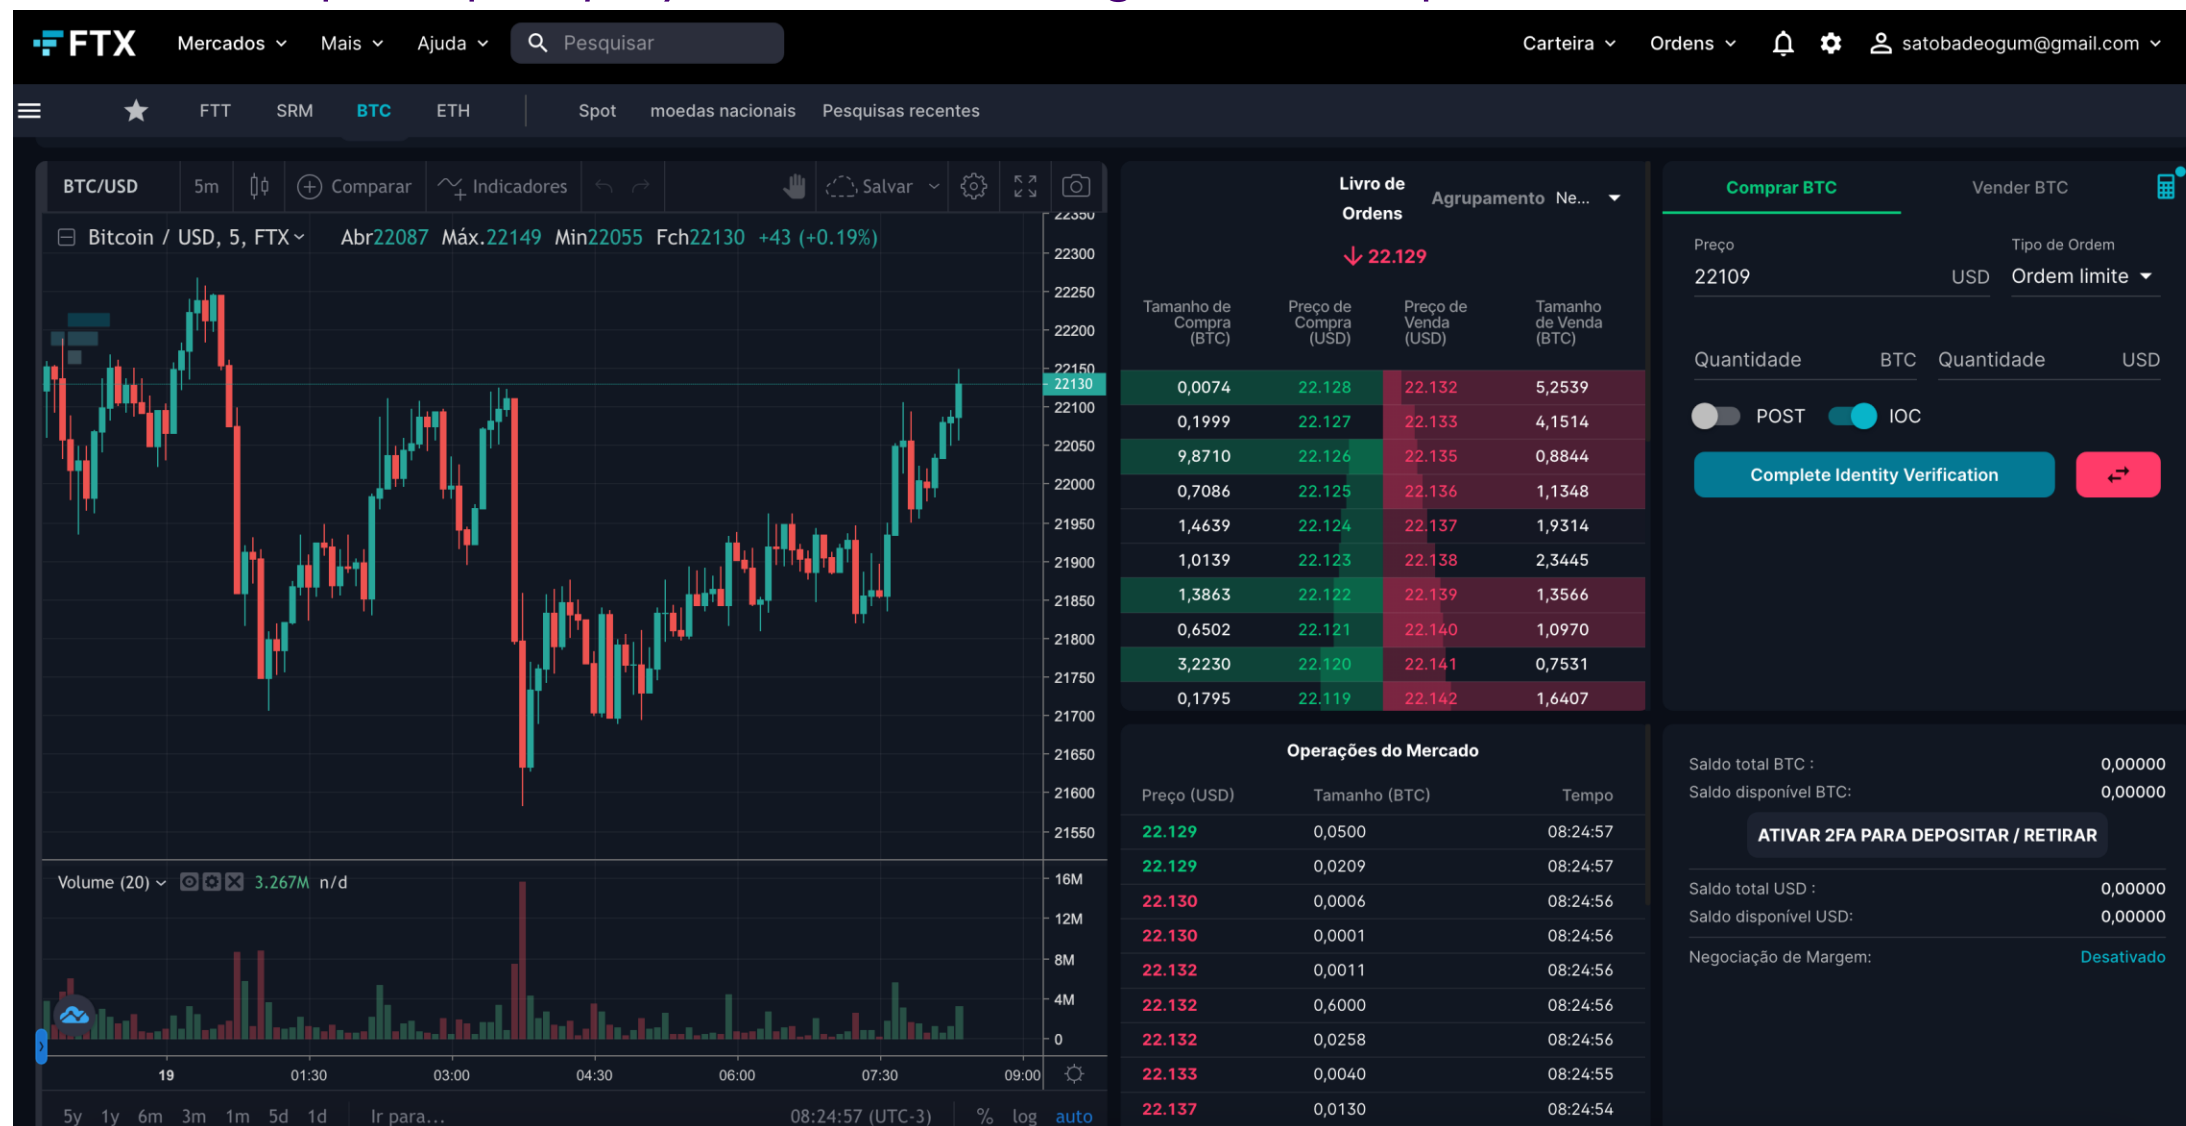 FTX Mercados Mais Ajuda Pesquisar Carteira Ordens satobadeogum@gmail.com
FTT SRM BTC ETH Spot moedas nacionais Pesquisas recentes
BTC/USD 5m Comparar Indicadores Salvar
Bitcoin / USD, 5, FTX Abr22087 Máx.22149 Min22055 Fch22130 +43 (+0.19%)
22350
22300
22250
22200
22150
22130
22100
22050
22000
21950
21900
21850
21800
21750
21700
21650
21600
21550
Volume (20) 3.267M n/d
16M
12M
8M
4M
0
19 01:30 03:00 04:30 06:00 07:30 09:00
5y 1y 6m 3m 1m 5d 1d Ir para... 08:24:57 (UTC-3) % log auto
Livro de
Ordens
Agrupamento Ne...
22.129
Tamanho de
Compra
(BTC)
Preço de
Compra
(USD)
Preço de
Venda
(USD)
Tamanho
de Venda
(BTC)
0,0074 22.128 22.132 5,2539
0,1999 22.127 22.133 4,1514
9,8710 22.126 22.135 0,8844
0,7086 22.125 22.136 1,1348
1,4639 22.124 22.137 1,9314
1,0139 22.123 22.138 2,3445
1,3863 22.122 22.139 1,3566
0,6502 22.121 22.140 1,0970
3,2230 22.120 22.141 0,7531
0,1795 22.119 22.142 1,6407
Operações do Mercado
Preço (USD) Tamanho (BTC) Tempo
22.129 0,0500 08:24:57
22.129 0,0209 08:24:57
22.130 0,0006 08:24:56
22.130 0,0001 08:24:56
22.132 0,0011 08:24:56
22.132 0,6000 08:24:56
22.132 0,0258 08:24:56
22.133 0,0040 08:24:55
22.137 0,0130 08:24:54
Comprar BTC Vender BTC
Preço Tipo de Ordem
22109 USD Ordem limite
Quantidade BTC Quantidade USD
POST IOC
Complete Identity Verification
Saldo total BTC : 0,00000
Saldo disponível BTC: 0,00000
ATIVAR 2FA PARA DEPOSITAR / RETIRAR
Saldo total USD : 0,00000
Saldo disponível USD: 0,00000
Negociação de Margem: Desativado